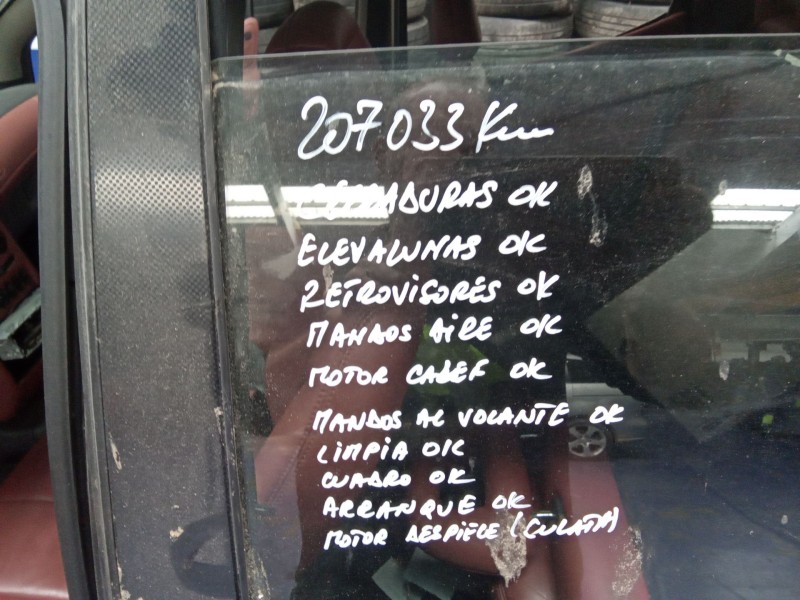 207033 Km
CERRADURAS OK
ELEVALUNAS OK
RETROVISORES OK
MANDOS AIRE OK
MOTOR CALEF OK
MANDOS AL VOLANTE OK
LIMPIA OK
CUADRO OK
ARRANQUE OK
MOTOR DESPIECE (CULATA)